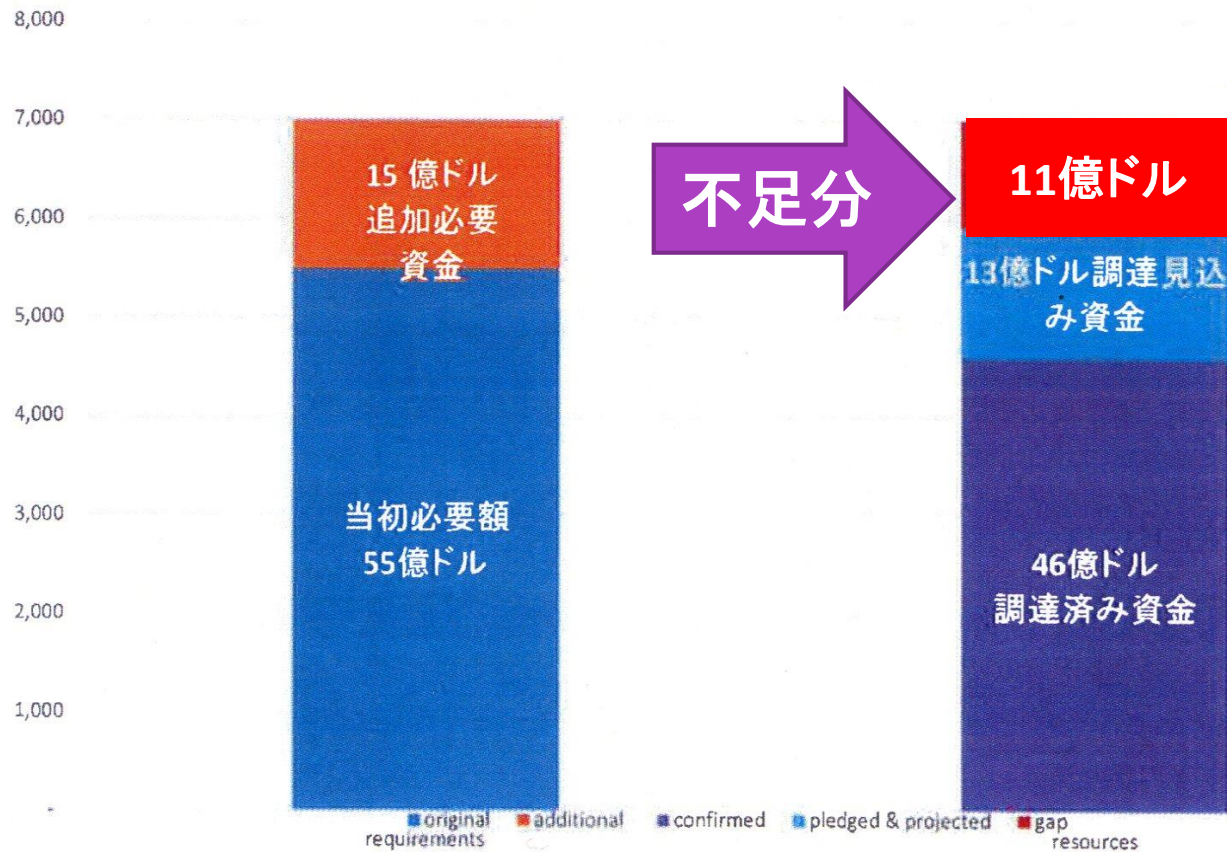 8,000
7,000
6,000
5,000
4,000
3,000
2,000
1,000
-
15 億ドル
追加必要
資金
当初必要額
55億ドル
不足分
11億ドル
13億ドル調達見込
み資金
46億ドル
調達済み資金
original
requirements
additional
confirmed
pledged & projected
gap
resources